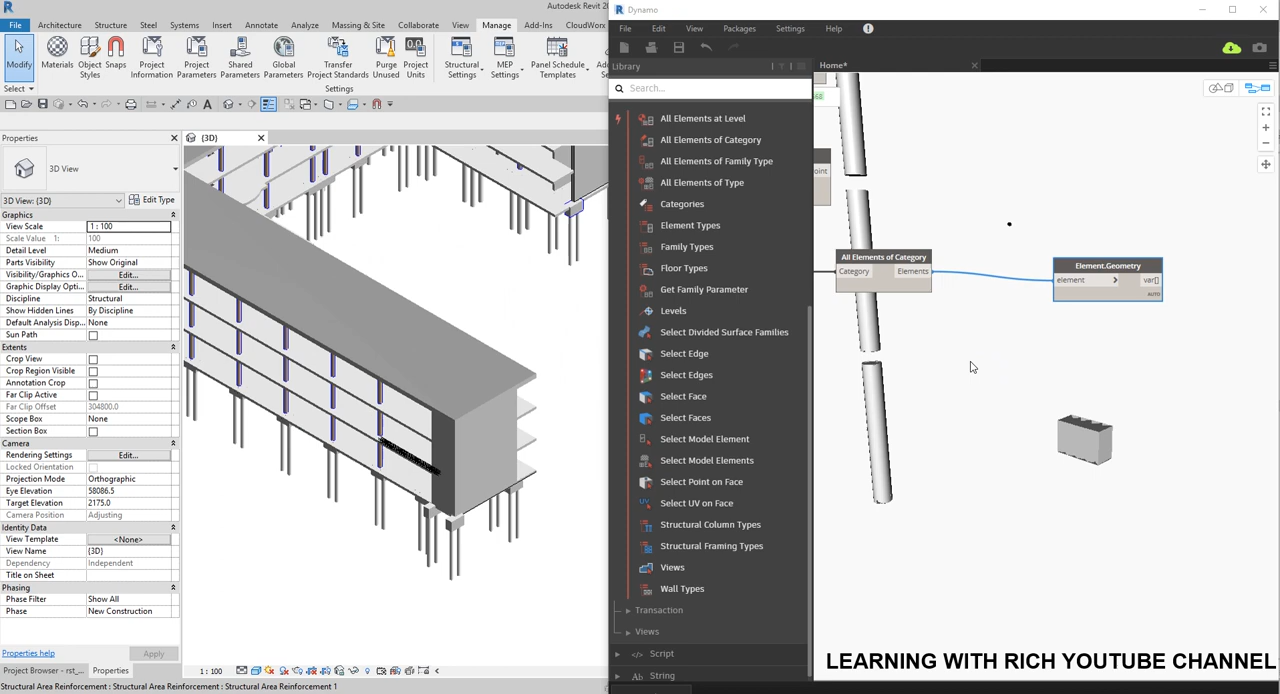 Autodesk Revit 20
File Architecture Structure Steel Systems Insert Annotate Analyze Massing & Site Collaborate View Manage Add-Ins CloudWorx
Modify Materials Object Styles Snaps Project Information Project Parameters Shared Parameters Global Parameters Transfer Project Standards Purge Unused Project Units Structural Settings MEP Settings Panel Schedule Templates
Select Settings
Properties
{3D}
3D View
3D View: {3D} Edit Type
Graphics
View Scale 1 : 100
Scale Value 1: 100
Detail Level Medium
Parts Visibility Show Original
Visibility/Graphics O... Edit...
Graphic Display Opti... Edit...
Discipline Structural
Show Hidden Lines By Discipline
Default Analysis Disp... None
Sun Path
Extents
Crop View
Crop Region Visible
Annotation Crop
Far Clip Active
Far Clip Offset 304800.0
Scope Box None
Section Box
Camera
Rendering Settings Edit...
Locked Orientation
Projection Mode Orthographic
Eye Elevation 58086.5
Target Elevation 2175.0
Camera Position Adjusting
Identity Data
View Template <None>
View Name {3D}
Dependency Independent
Title on Sheet
Phasing
Phase Filter Show All
Phase New Construction
Properties help Apply
Project Browser - rst_... Properties
1 : 100
Structural Area Reinforcement : Structural Area Reinforcement : Structural Area Reinforcement 1
Dynamo
File Edit View Packages Settings Help
Library
Search...
All Elements at Level
All Elements of Category
All Elements of Family Type
All Elements of Type
Categories
Element Types
Family Types
Floor Types
Get Family Parameter
Levels
Select Divided Surface Families
Select Edge
Select Edges
Select Face
Select Faces
Select Model Element
Select Model Elements
Select Point on Face
UV Select UV on Face
Structural Column Types
Structural Framing Types
Views
Wall Types
Transaction
Views
Script
Ab String
Home*
All Elements of Category
Category Elements
Element.Geometry
element > var[]
AUTO
LEARNING WITH RICH YOUTUBE CHANNEL